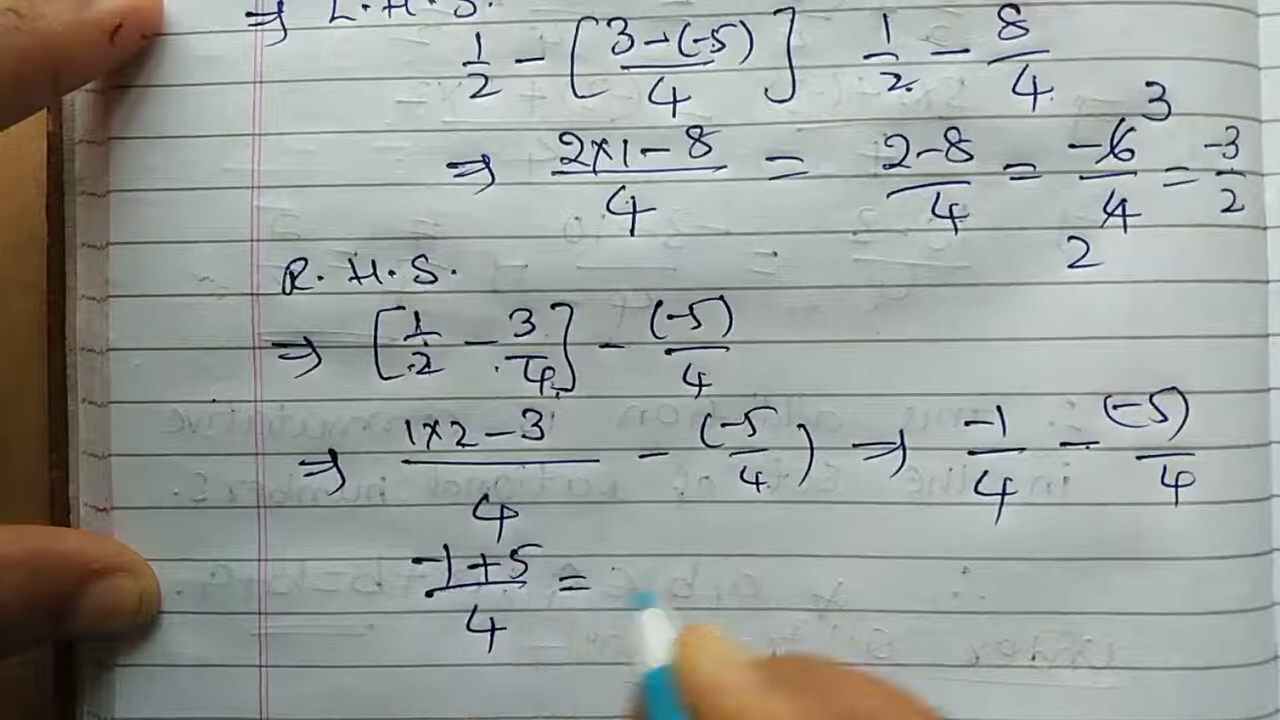 ⇒ L.H.S.
1/2 - [3-(-5)/4] 1/2 - 8/4
⇒ 2×1-8/4 = 2-8/4 = -6/4 3 2 = -3/2
R.H.S.
⇒ [1/2 - 3/4] - (-5)/4
⇒ 1×2-3/4 - (-5/4) ⇒ -1/4 - (-5)/4
-1+5/4 =